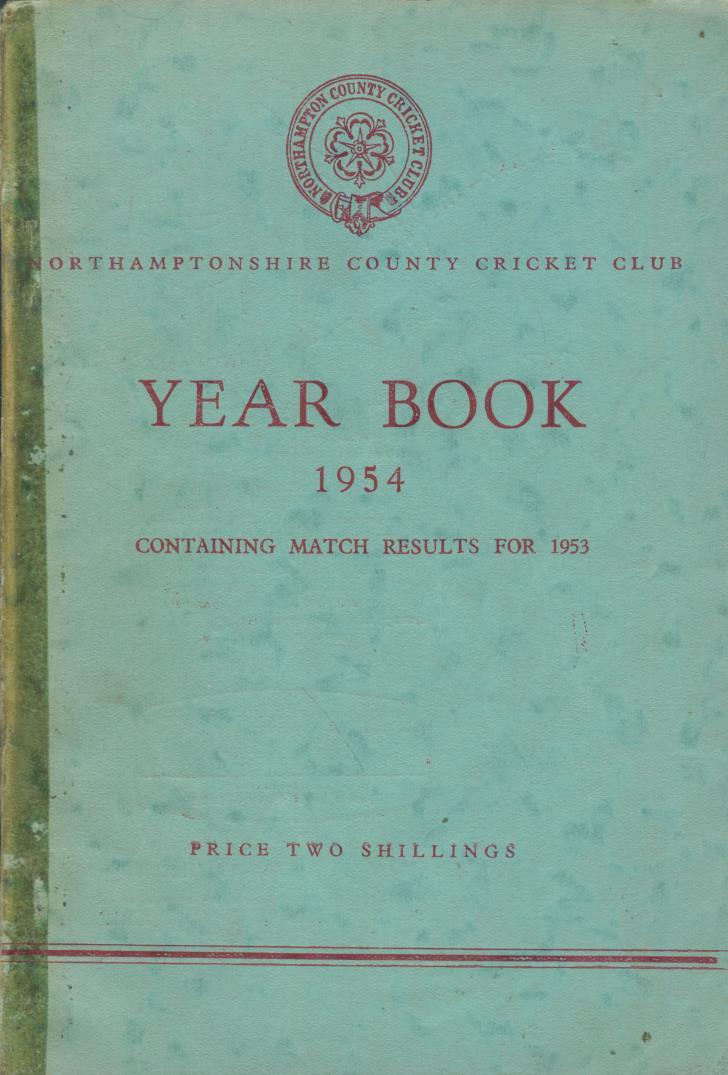 NORTHAMPTON COUNTY CRICKET CLUB
NORTHAMPTONSHIRE COUNTY CRICKET CLUB
YEAR BOOK
1954
CONTAINING MATCH RESULTS FOR 1953
PRICE TWO SHILLINGS